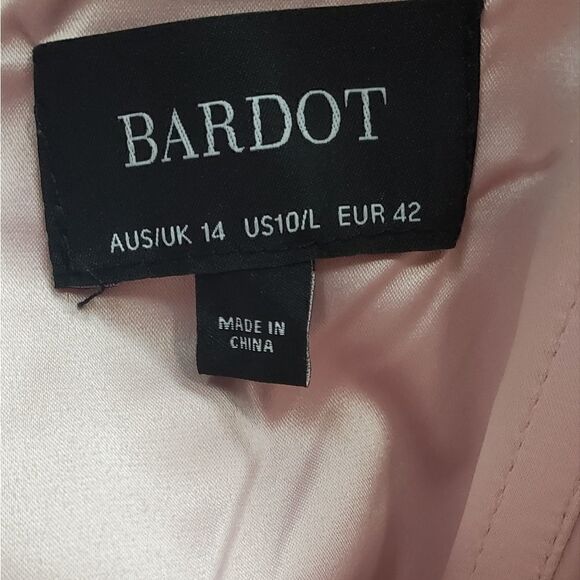 BARDOT
AUS/UK 14 US10/L EUR 42
MADE IN
CHINA